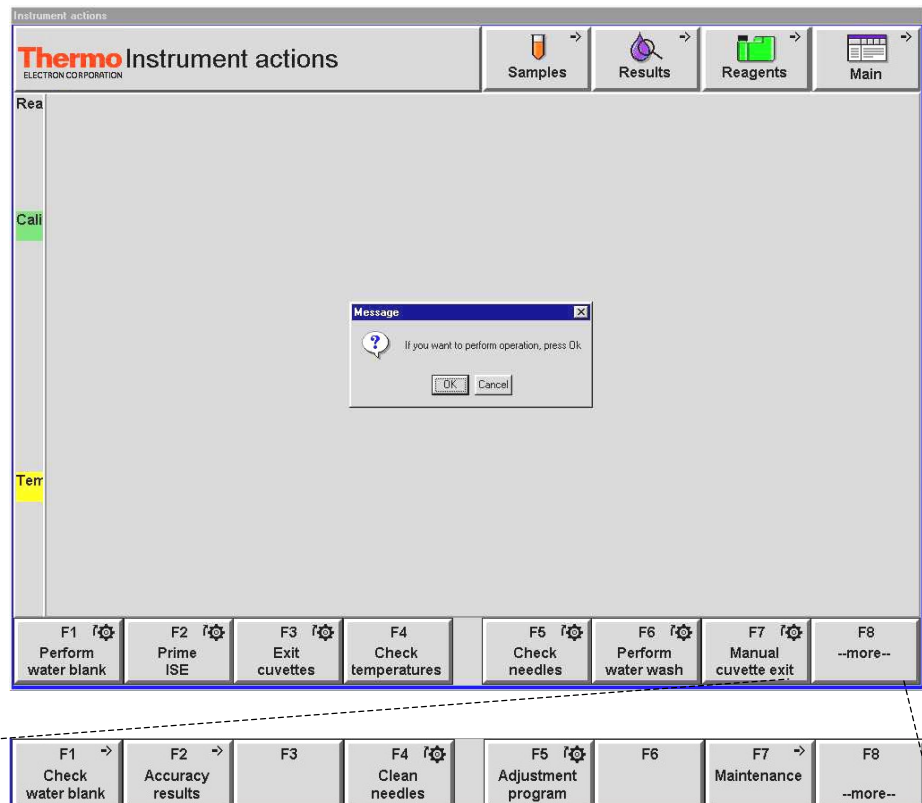 Instrument actions
Thermo
ELECTRON CORPORATION
Instrument actions
Samples
Results
Reagents
Main
Rea
Cali
Message
If you want to perform operation, press Ok
OK
Cancel
Tem
F1
Perform
water blank
F2
Prime
ISE
F3
Exit
cuvettes
F4
Check
temperatures
F5
Check
needles
F6
Perform
water wash
F7
Manual
cuvette exit
F8
--more--
F1
Check
water blank
F2
Accuracy
results
F3
F4
Clean
needles
F5
Adjustment
program
F6
F7
Maintenance
F8
--more--